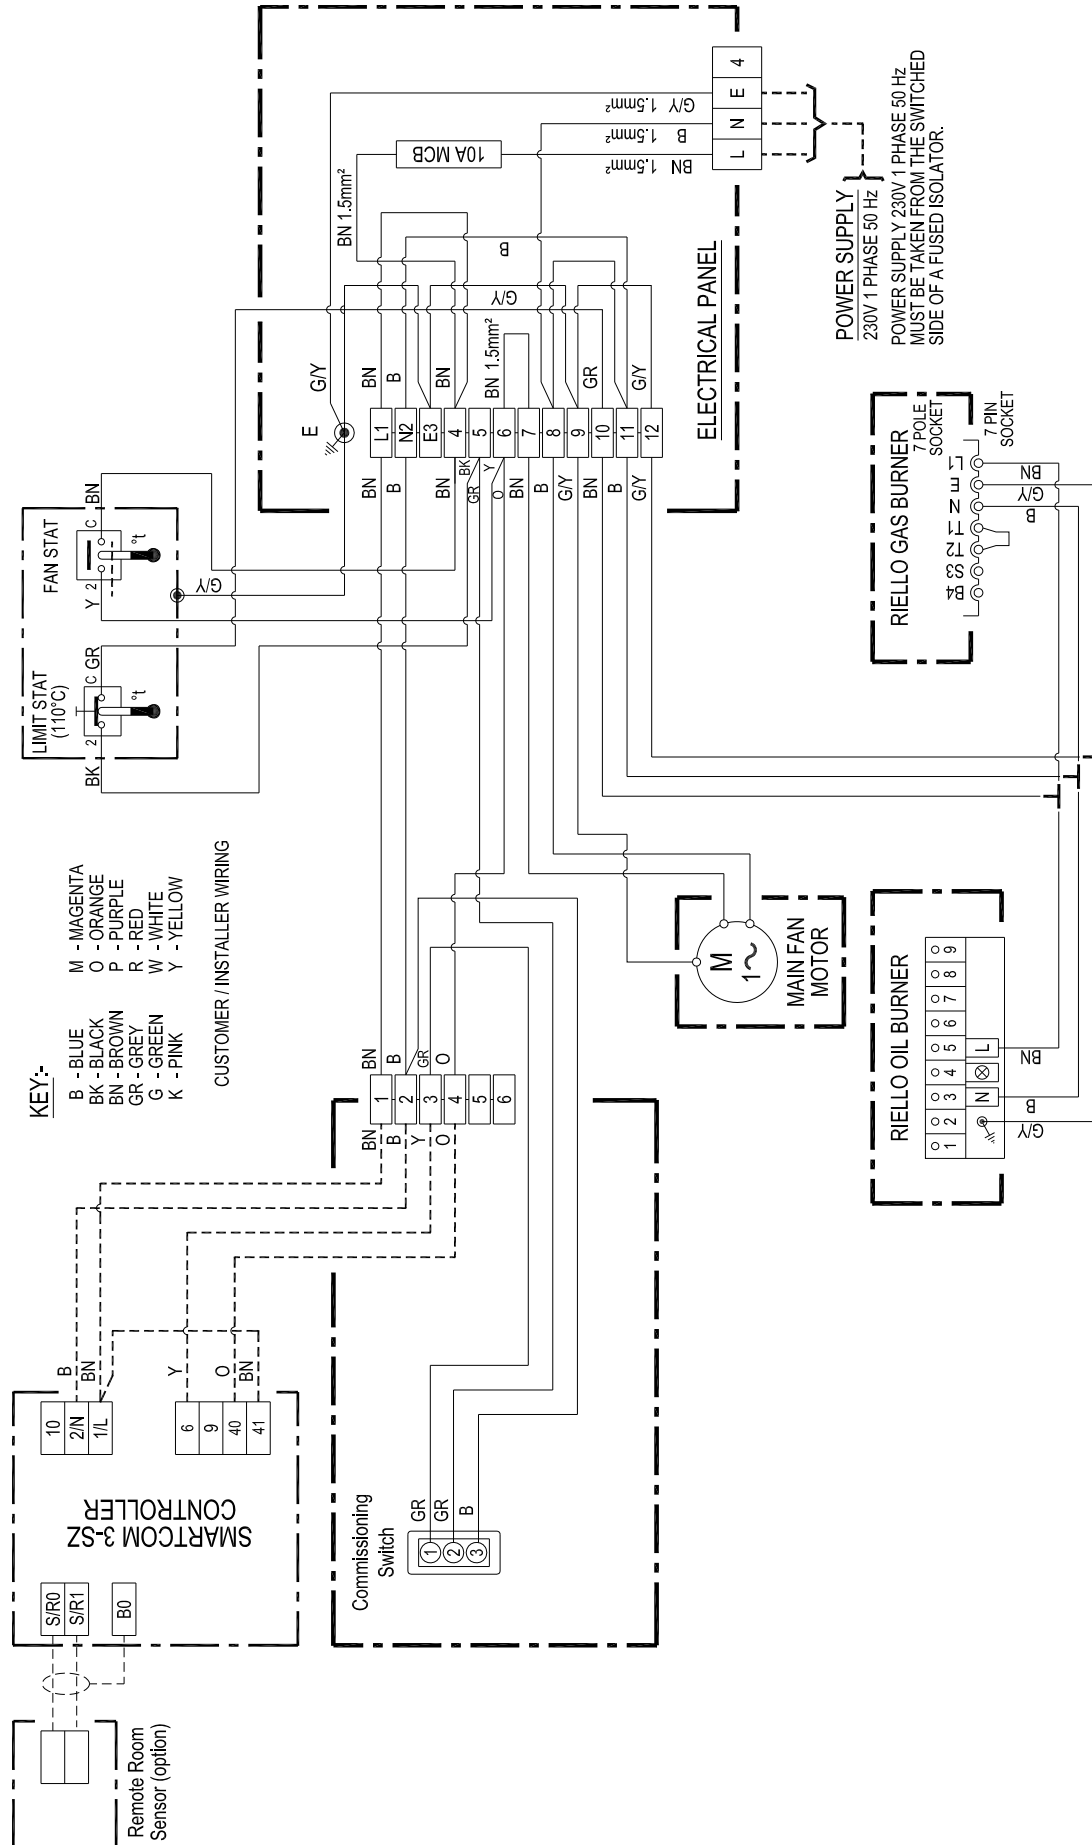 Remote Room
Sensor (option)
S/R0
S/R1
B0
SMARTCOM 3-SZ
CONTROLLER
10
2/N
1/L
6
9
40
41
B
BN
Y
O
BN
Commissioning
Switch
1
2
3
GR
GR
B
BN
B
Y
O
1
2
3
4
5
6
BN
B
GR
O
KEY:-
B - BLUE
BK - BLACK
BN - BROWN
GR - GREY
G - GREEN
K - PINK
M - MAGENTA
O - ORANGE
P - PURPLE
R - RED
W - WHITE
Y - YELLOW
CUSTOMER / INSTALLER WIRING
LIMIT STAT
(110°C)
BK
2
C
GR
°t
FAN STAT
Y
2
C
BN
°t
G/Y
E
G/Y
BN
B
BN
BK
GR
Y
O
BN
B
G/Y
BN
B
G/Y
L1
N2
E3
4
5
6
7
8
9
10
11
12
BN
B
BN
BN 1.5mm²
GR
G/Y
G/Y
B
BN 1.5mm²
10A MCB
G/Y 1.5mm²
B 1.5mm²
BN 1.5mm²
L
N
E
4
ELECTRICAL PANEL
POWER SUPPLY
230V 1 PHASE 50 Hz
POWER SUPPLY 230V 1 PHASE 50 Hz
MUST BE TAKEN FROM THE SWITCHED
SIDE OF A FUSED ISOLATOR.
M
1~
MAIN FAN
MOTOR
RIELLO OIL BURNER
1
2
3
4
5
6
7
8
9
N
L
G/Y
B
BN
RIELLO GAS BURNER
7 POLE
SOCKET
7 PIN
SOCKET
B4
S3
T2
T1
N
E
L1
B
G/Y
BN